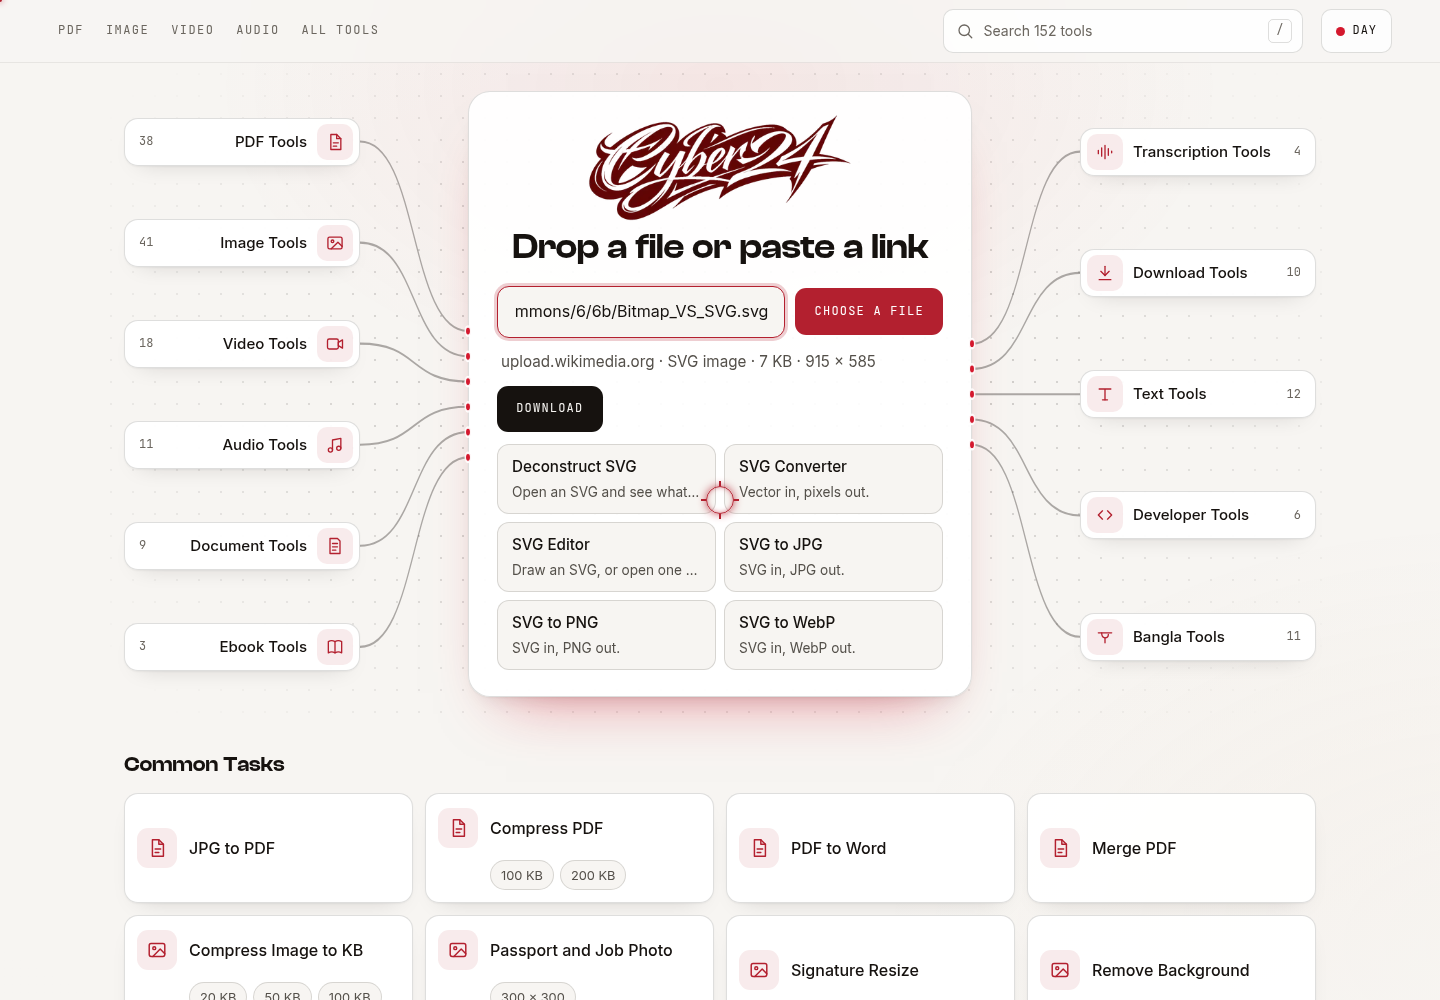 PDF IMAGE VIDEO AUDIO ALL TOOLS
Search 152 tools /
DAY
Cyber24
Drop a file or paste a link
mmons/6/6b/Bitmap_VS_SVG.svg
CHOOSE A FILE
upload.wikimedia.org · SVG image · 7 KB · 915 × 585
DOWNLOAD
Deconstruct SVG
Open an SVG and see what...
SVG Converter
Vector in, pixels out.
SVG Editor
Draw an SVG, or open one ...
SVG to JPG
SVG in, JPG out.
SVG to PNG
SVG in, PNG out.
SVG to WebP
SVG in, WebP out.
38 PDF Tools
41 Image Tools
18 Video Tools
11 Audio Tools
9 Document Tools
3 Ebook Tools
Transcription Tools 4
Download Tools 10
Text Tools 12
Developer Tools 6
Bangla Tools 11
Common Tasks
JPG to PDF
Compress PDF
100 KB 200 KB
PDF to Word
Merge PDF
Compress Image to KB
20 KB 50 KB 100 KB
Passport and Job Photo
300 × 300
Signature Resize
Remove Background